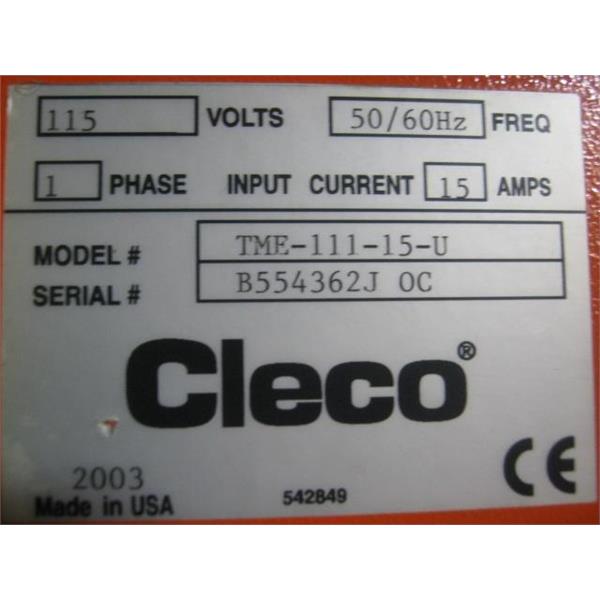 115 VOLTS 50/60Hz FREQ
1 PHASE INPUT CURRENT 15 AMPS
MODEL # TME-111-15-U
SERIAL # B554362J OC
Cleco®
2003
Made in USA 542849 CE